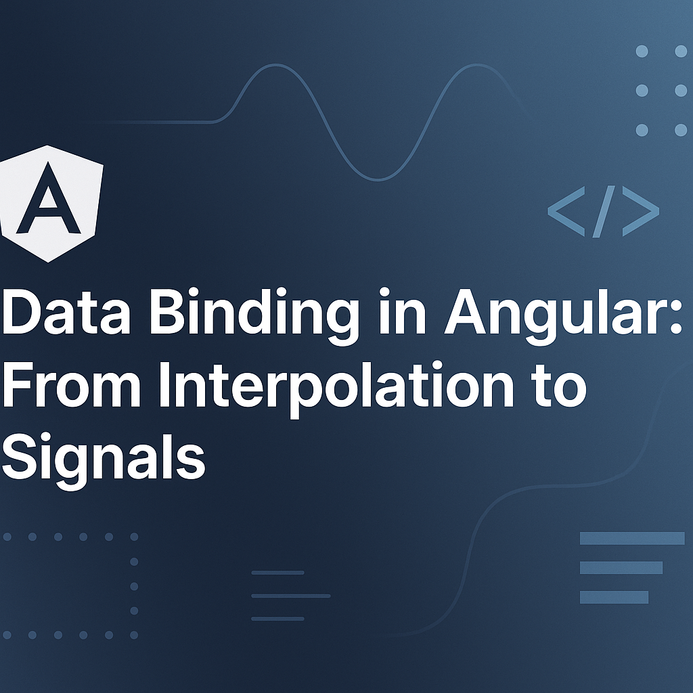 A
</>
Data Binding in Angular:
From Interpolation to
Signals